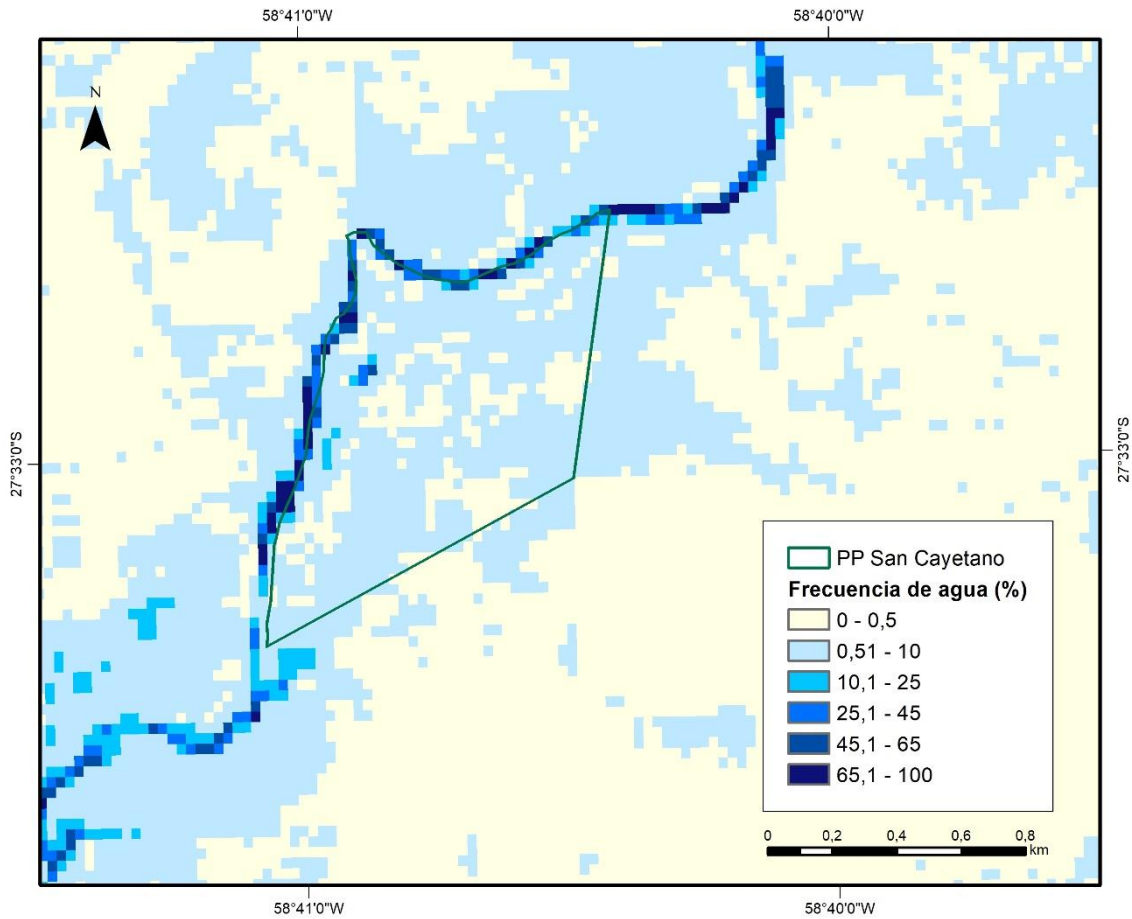 58°41'0"W
58°40'0"W
N
27°33'0"S
27°33'0"S
PP San Cayetano
Frecuencia de agua (%)
0 - 0,5
0,51 - 10
10,1 - 25
25,1 - 45
45,1 - 65
65,1 - 100
0 0,2 0,4 0,6 0,8
km
58°41'0"W
58°40'0"W